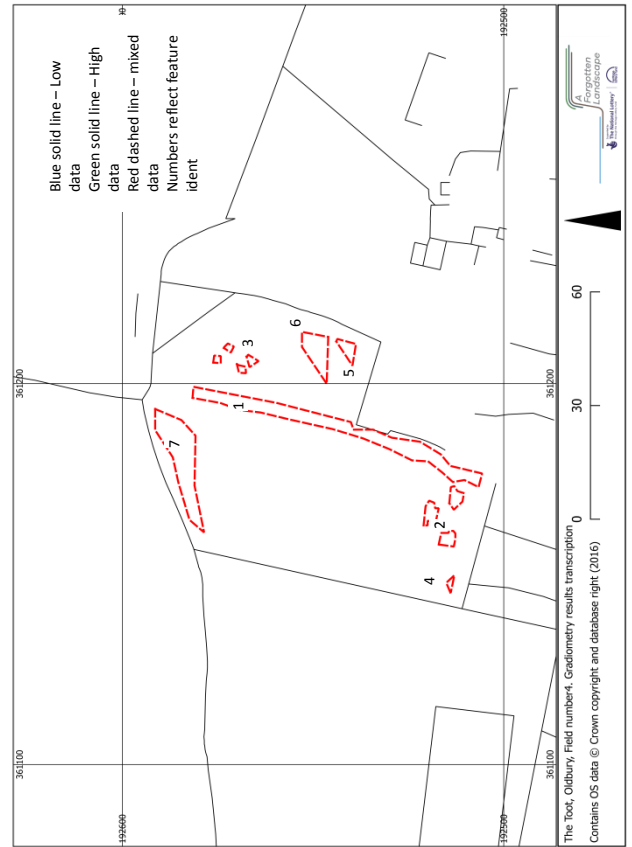 361100
361200
Blue solid line – Low
data
Green solid line – High
data
Red dashed line – mixed
data
Numbers reflect feature
ident
192600
7
1
3
6
5
4
2
192500
192500
361100
361200
The Toot, Oldbury, Field number4. Gradiometry results transcription
Contains OS data © Crown copyright and database right (2016)
0
30
60
A
Forgotten
Landscape